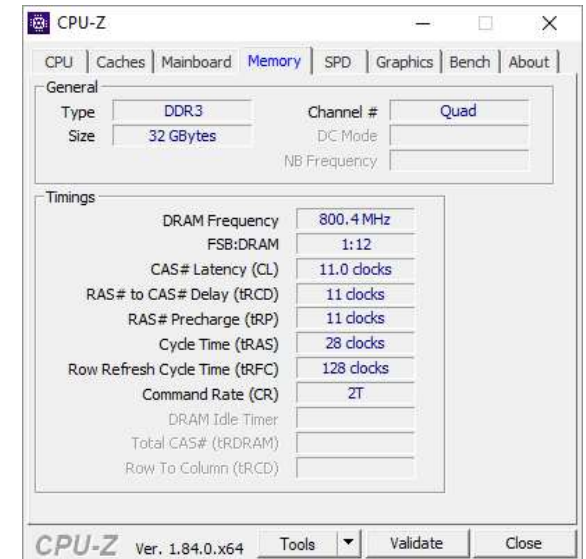 CPU-Z
CPU Caches Mainboard Memory SPD Graphics Bench About
General
Type DDR3 Channel # Quad
Size 32 GBytes DC Mode
NB Frequency
Timings
DRAM Frequency 800.4 MHz
FSB:DRAM 1:12
CAS# Latency (CL) 11.0 clocks
RAS# to CAS# Delay (tRCD) 11 clocks
RAS# Precharge (tRP) 11 clocks
Cycle Time (tRAS) 28 clocks
Row Refresh Cycle Time (tRFC) 128 clocks
Command Rate (CR) 2T
DRAM Idle Timer
Total CAS# (tRDRAM)
Row To Column (tRCD)
CPU-Z Ver. 1.84.0.x64 Tools Validate Close